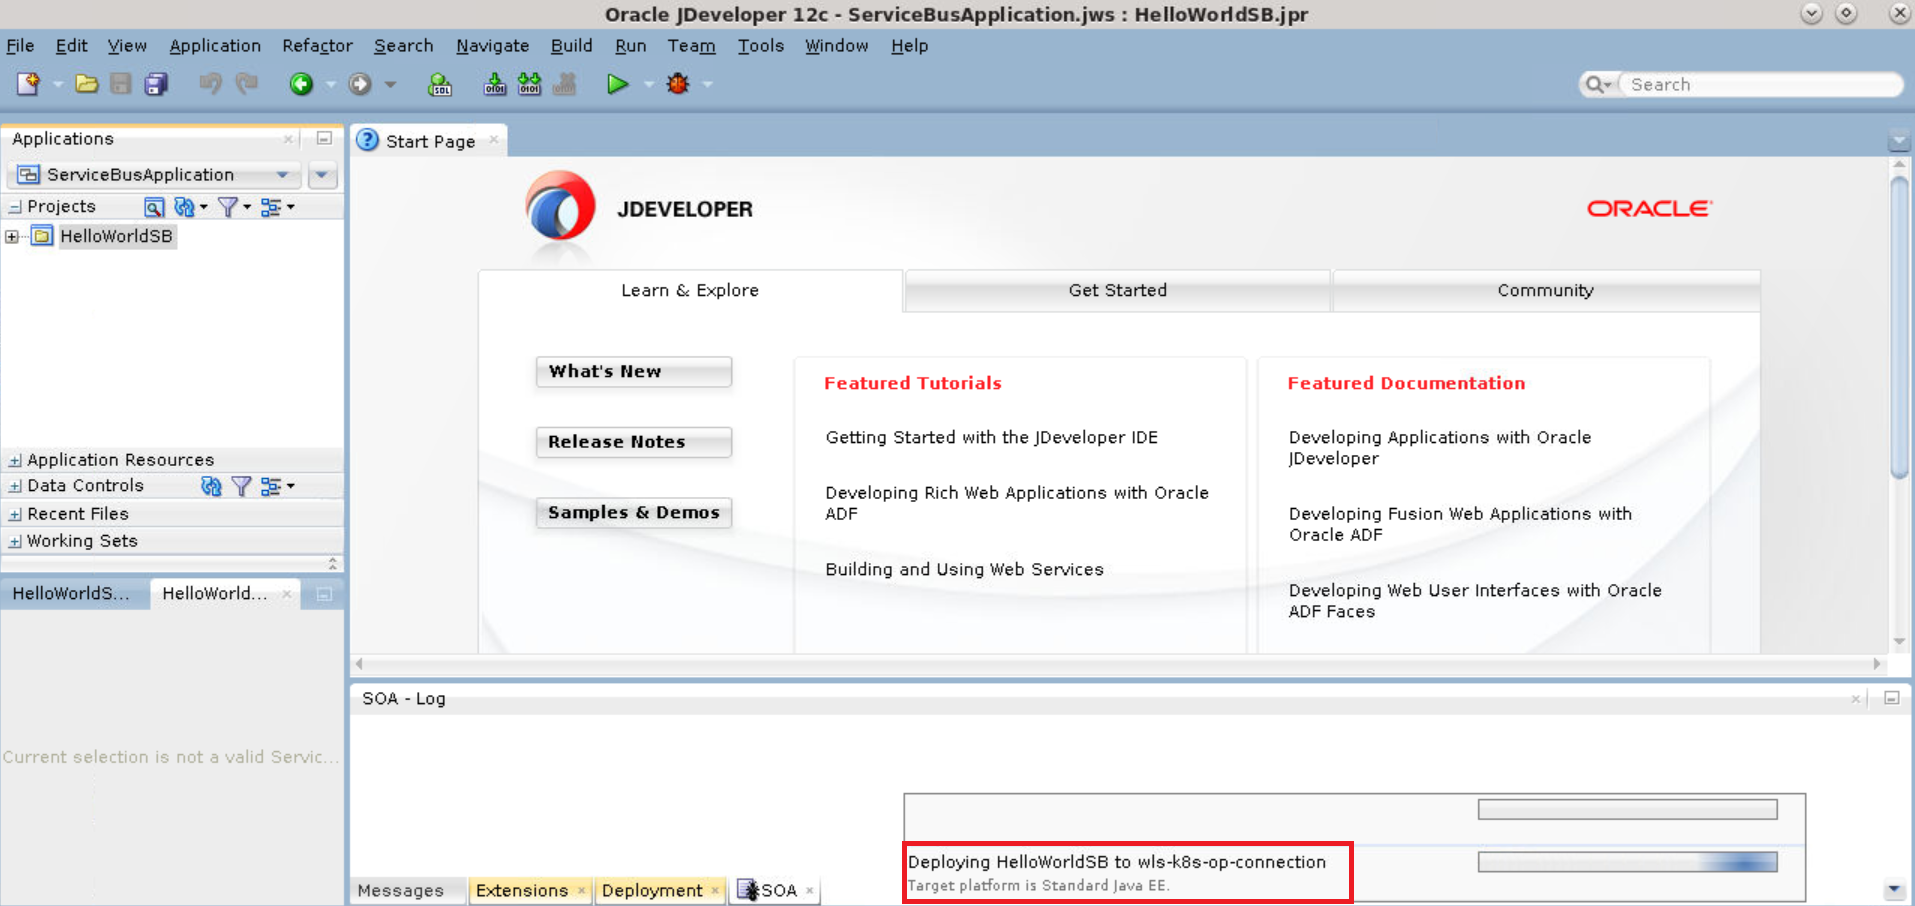 Oracle JDeveloper 12c - ServiceBusApplication.jws : HelloWorldSB.jpr
File Edit View Application Refactor Search Navigate Build Run Team Tools Window Help
Search
Applications
ServiceBusApplication
Projects
HelloWorldSB
Application Resources
Data Controls
Recent Files
Working Sets
HelloWorldS... HelloWorld...
Current selection is not a valid Servic...
Start Page
JDEVELOPER
ORACLE
Learn & Explore Get Started Community
What's New
Release Notes
Samples & Demos
Featured Tutorials
Getting Started with the JDeveloper IDE
Developing Rich Web Applications with Oracle
ADF
Building and Using Web Services
Featured Documentation
Developing Applications with Oracle
JDeveloper
Developing Fusion Web Applications with
Oracle ADF
Developing Web User Interfaces with Oracle
ADF Faces
SOA - Log
Deploying HelloWorldSB to wls-k8s-op-connection
Target platform is Standard Java EE.
Messages Extensions Deployment SOA